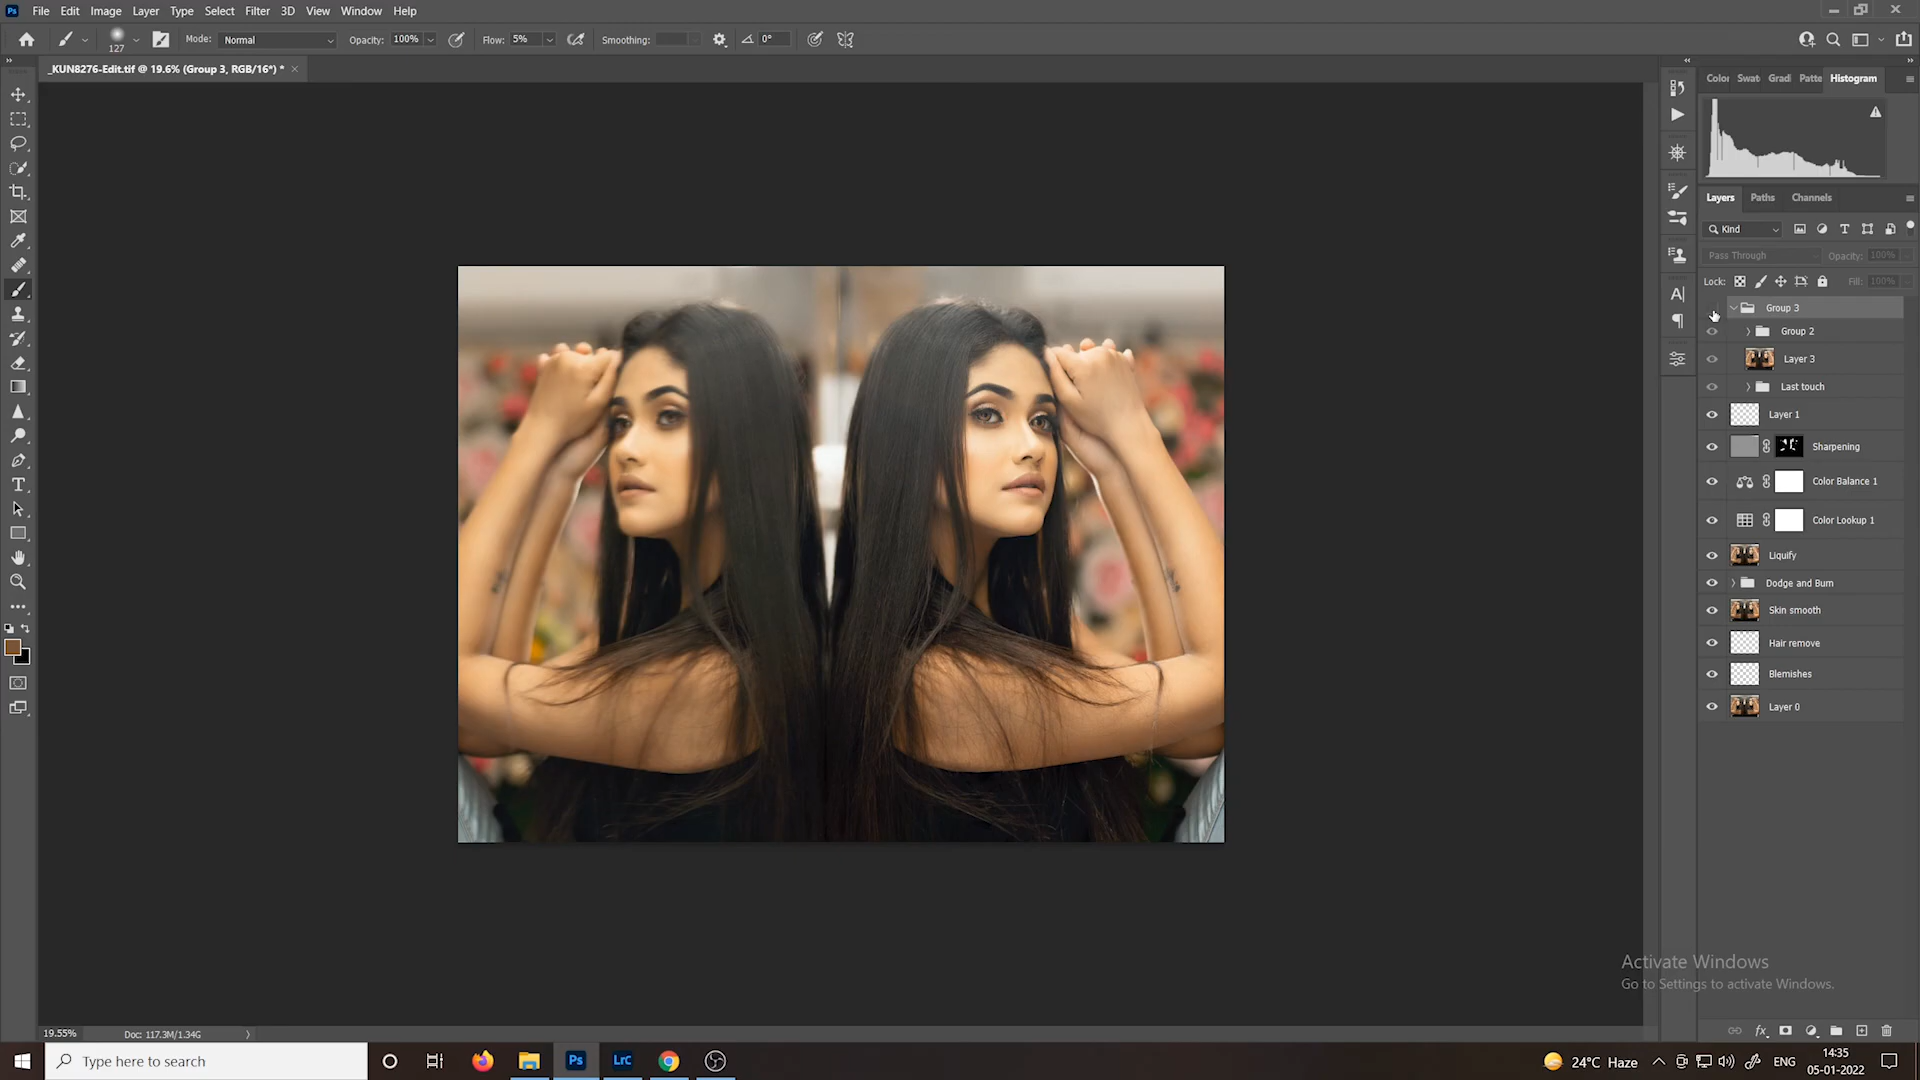 Ps File Edit Image Layer Type Select Filter 3D View Window Help
127 Mode: Normal Opacity: 100% Flow: 5% Smoothing: 0°
_KUN8276-Edit.tif @ 19.6% (Group 3, RGB/16*) * ×
Color Swat Gradi Patte Histogram
Layers Paths Channels
Kind
Pass Through Opacity: 100%
Lock: Fill: 100%
Group 3
Group 2
Layer 3
Last touch
Layer 1
Sharpening
Color Balance 1
Color Lookup 1
Liquify
Dodge and Burn
Skin smooth
Hair remove
Blemishes
Layer 0
Activate Windows
Go to Settings to activate Windows.
19.55% Doc: 117.3M/1.34G
Type here to search Ps LrC 24°C Haze ENG 14:35
05-01-2022